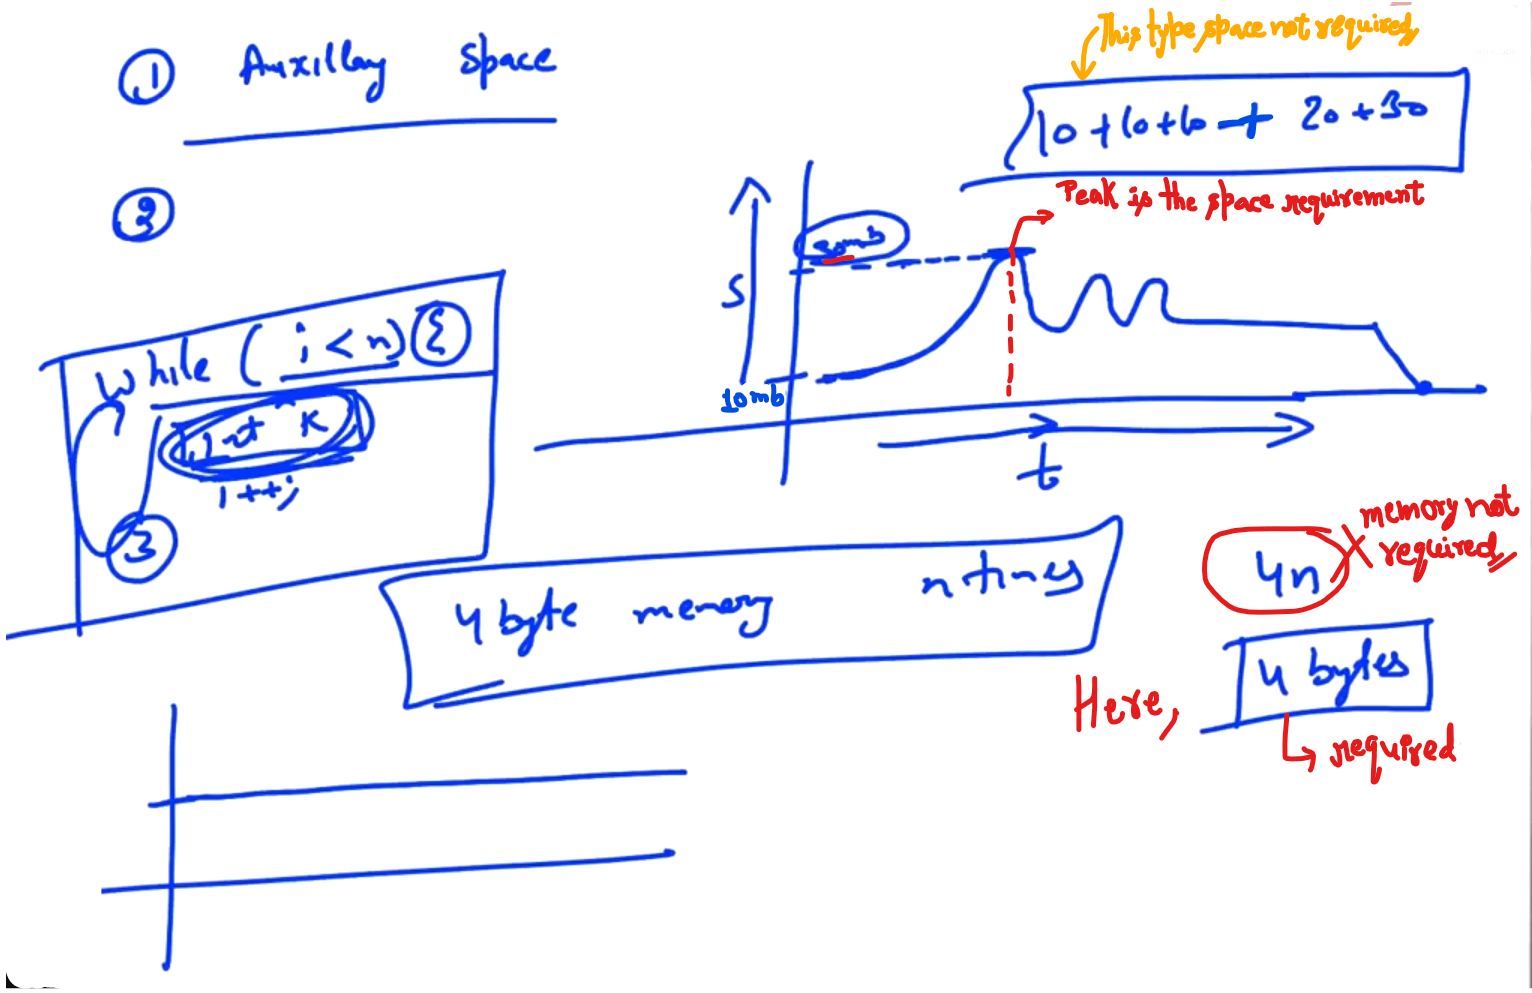 1 Auxillary Space
This type space not required
10 + 10 + 10 + 20 + 30
2
Peak is the space requirement
30mb
S
10mb
t
while ( i < n) {
int k
i++;
}
4 byte memory n times
4n
memory not
required
4 bytes
Here,
required